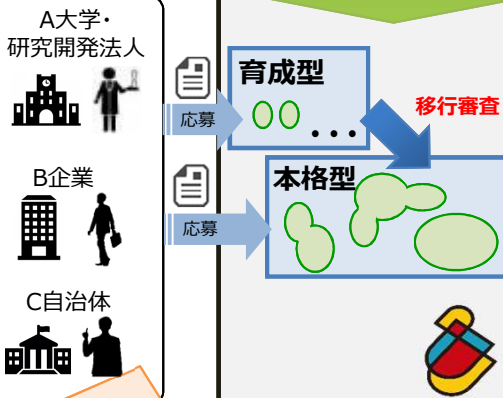 A大学・
研究開発法人
応募
育成型
・・・
移行審査
B企業
応募
本格型
C自治体